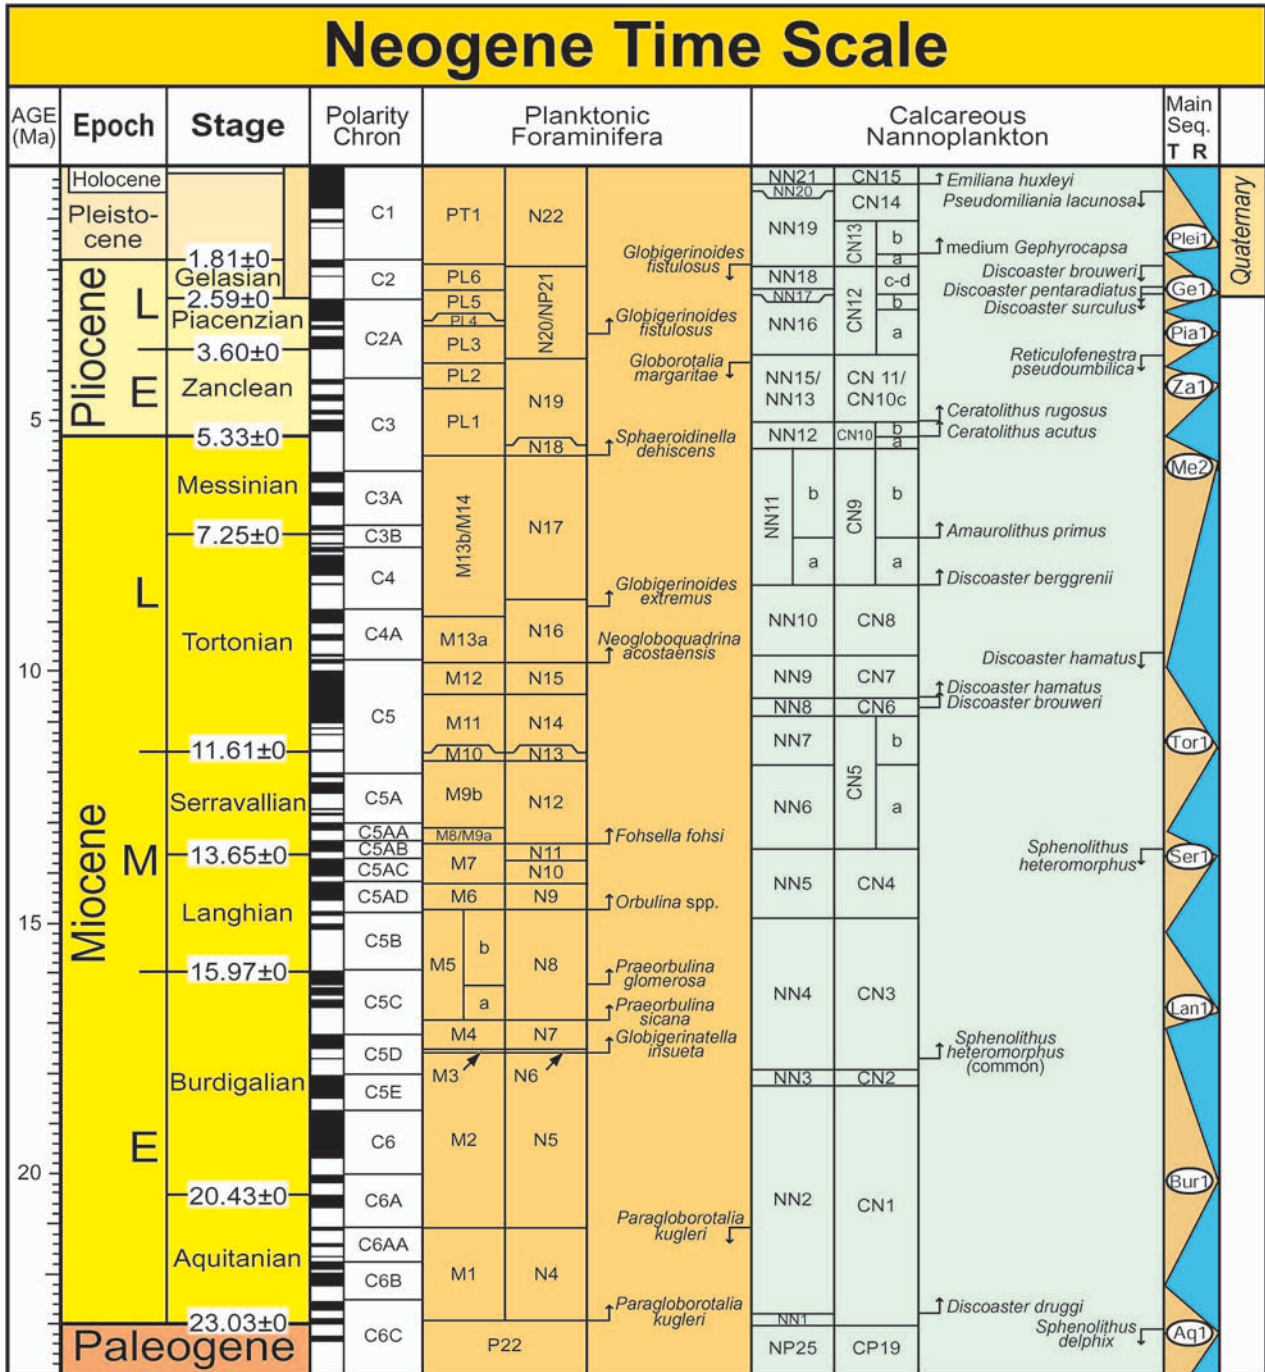 Neogene Time Scale
AGE
(Ma)
Epoch
Stage
Polarity
Chron
Planktonic
Foraminifera
Calcareous
Nannoplankton
Main
Seq.
T R
5
10
15
20
Holocene
Pleisto-
cene
Pliocene
L
E
Miocene
L
M
E
Paleogene
1.81±0
Gelasian
2.59±0
Piacenzian
3.60±0
Zanclean
5.33±0
Messinian
7.25±0
Tortonian
11.61±0
Serravallian
13.65±0
Langhian
15.97±0
Burdigalian
20.43±0
Aquitanian
23.03±0
C1
C2
C2A
C3
C3A
C3B
C4
C4A
C5
C5A
C5AA
C5AB
C5AC
C5AD
C5B
C5C
C5D
C5E
C6
C6A
C6AA
C6B
C6C
PT1
PL6
PL5
PL4
PL3
PL2
PL1
M13b/M14
M13a
M12
M11
M10
M9b
M8/M9a
M7
M6
M5
b
a
M4
M3
M2
M1
P22
N22
N20/NP21
N19
N18
N17
N16
N15
N14
N13
N12
N11
N10
N9
N8
N7
N6
N5
N4
Globigerinoides
fistulosus
Globigerinoides
fistulosus
Globorotalia
margaritae
Sphaeroidinella
dehiscens
Globigerinoides
extremus
Neogloboquadrina
acostaensis
Fohsella fohsi
Orbulina spp.
Praeorbulina
glomerosa
Praeorbulina
sicana
Globigerinatella
insueta
Paragloborotalia
kugleri
Paragloborotalia
kugleri
NN21
NN20
NN19
NN18
NN17
NN16
NN15/
NN13
NN12
NN11
b
a
NN10
NN9
NN8
NN7
NN6
NN5
NN4
NN3
NN2
NN1
NP25
CN15
CN14
CN13
b
a
CN12
c-d
b
a
CN 11/
CN10c
CN10
b
a
CN9
b
a
CN8
CN7
CN6
CN5
b
a
CN4
CN3
CN2
CN1
CP19
Emiliana huxleyi
Pseudomiliania lacunosa
medium Gephyrocapsa
Discoaster brouweri
Discoaster pentaradiatus
Discoaster surculus
Reticulofenestra
pseudoumbilica
Ceratolithus rugosus
Ceratolithus acutus
Amaurolithus primus
Discoaster berggrenii
Discoaster hamatus
Discoaster hamatus
Discoaster brouweri
Sphenolithus
heteromorphus
Sphenolithus
heteromorphus
(common)
Discoaster druggi
Sphenolithus
delphix
Plei1
Ge1
Pia1
Za1
Me2
Tor1
Ser1
Lan1
Bur1
Aq1
Quaternary